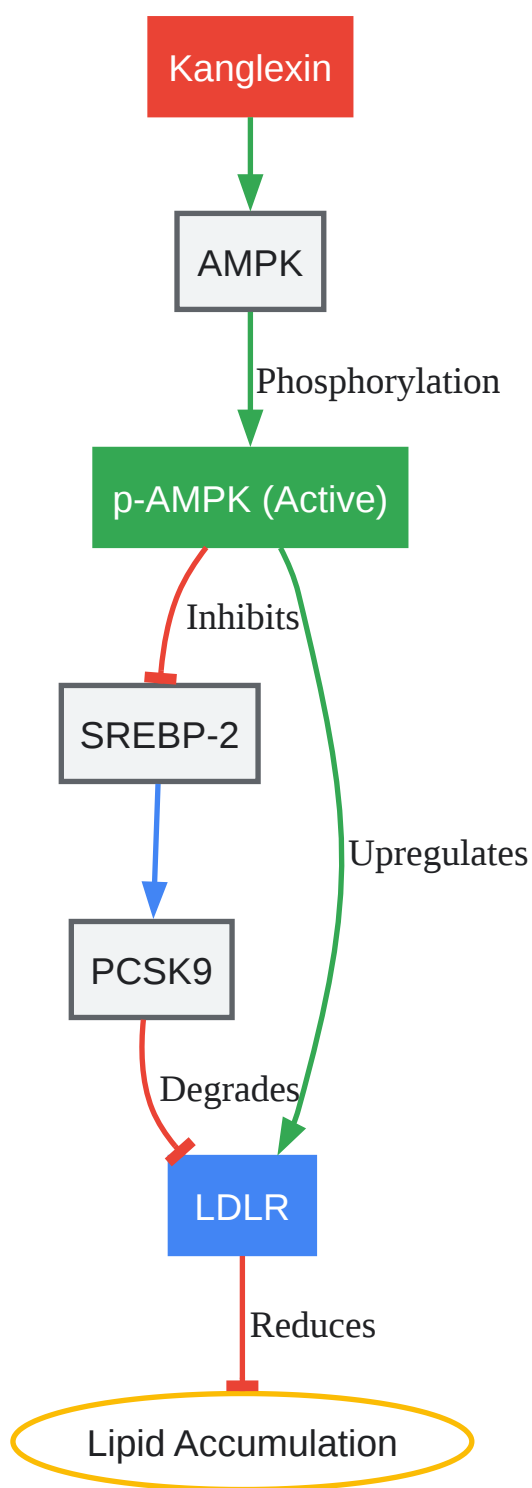 Kanglexin
AMPK
Phosphorylation
p-AMPK (Active)
Inhibits
SREBP-2
Upregulates
PCSK9
Degrades
LDLR
Reduces
Lipid Accumulation